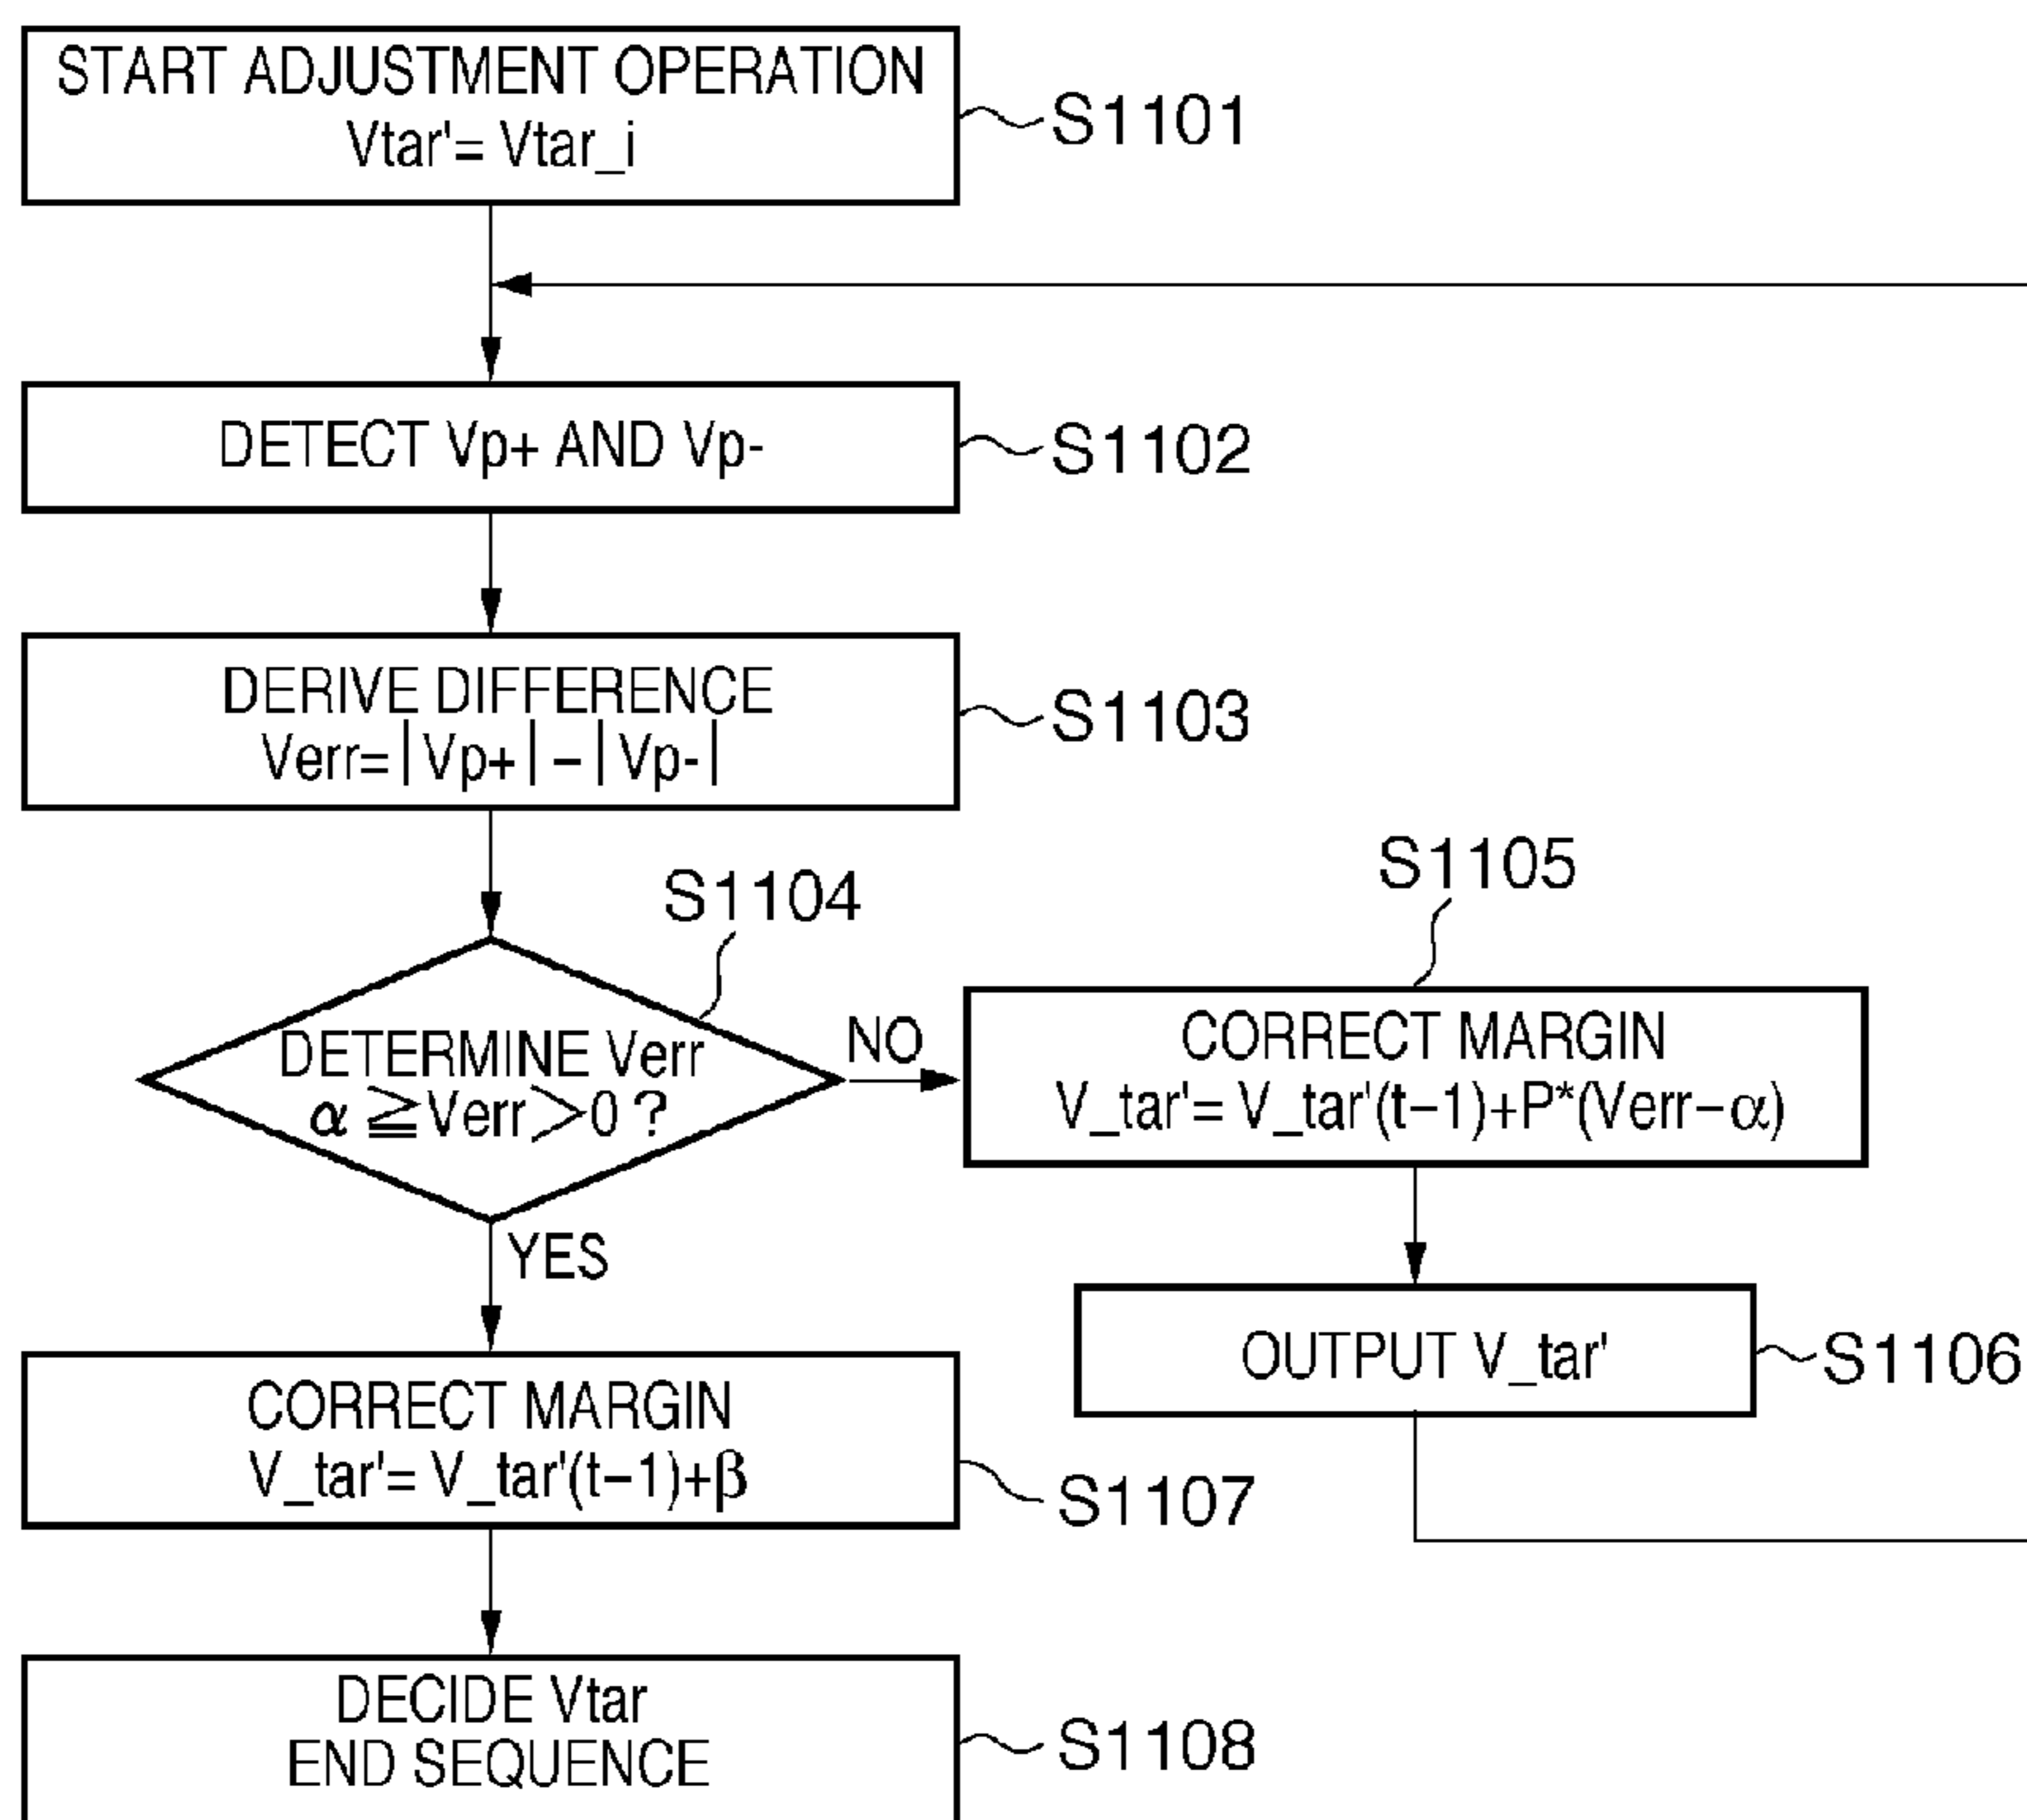 START ADJUSTMENT OPERATION
Vtar'= Vtar_i
S1101
DETECT Vp+ AND Vp-
S1102
DERIVE DIFFERENCE
Verr=|Vp+|−|Vp-|
S1103
S1104
DETERMINE Verr
α≧Verr>0 ?
NO
YES
S1105
CORRECT MARGIN
V_tar'= V_tar'(t−1)+P*(Verr−α)
OUTPUT V_tar'
S1106
CORRECT MARGIN
V_tar'= V_tar'(t−1)+β
S1107
DECIDE Vtar
END SEQUENCE
S1108